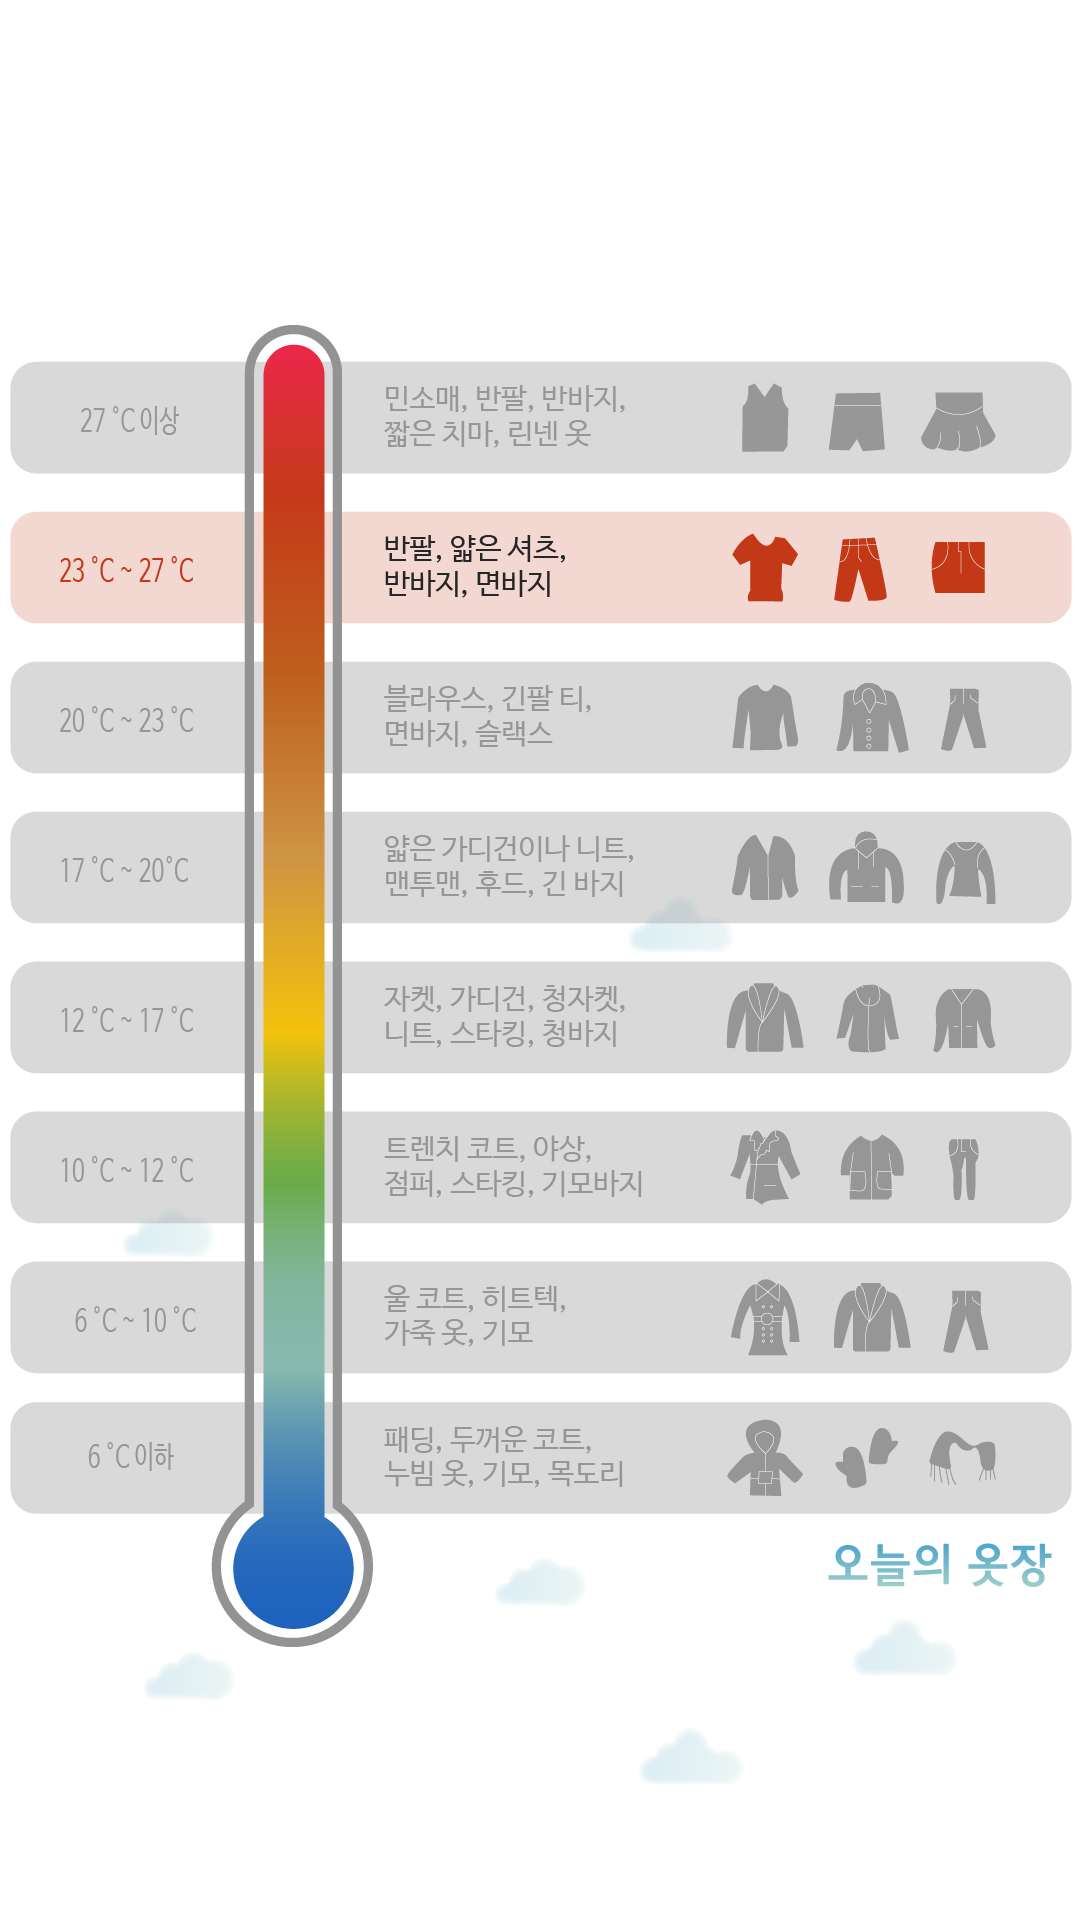 27 °C 이상
민소매, 반팔, 반바지,
짧은 치마, 린넨 옷
23 °C ~ 27 °C
반팔, 얇은 셔츠,
반바지, 면바지
20 °C ~ 23 °C
블라우스, 긴팔 티,
면바지, 슬랙스
17 °C ~ 20°C
얇은 가디건이나 니트,
맨투맨, 후드, 긴 바지
12 °C ~ 17 °C
자켓, 가디건, 청자켓,
니트, 스타킹, 청바지
10 °C ~ 12 °C
트렌치 코트, 야상,
점퍼, 스타킹, 기모바지
6 °C ~ 10 °C
울 코트, 히트텍,
가죽 옷, 기모
6 °C 이하
패딩, 두꺼운 코트,
누빔 옷, 기모, 목도리
오늘의 옷장